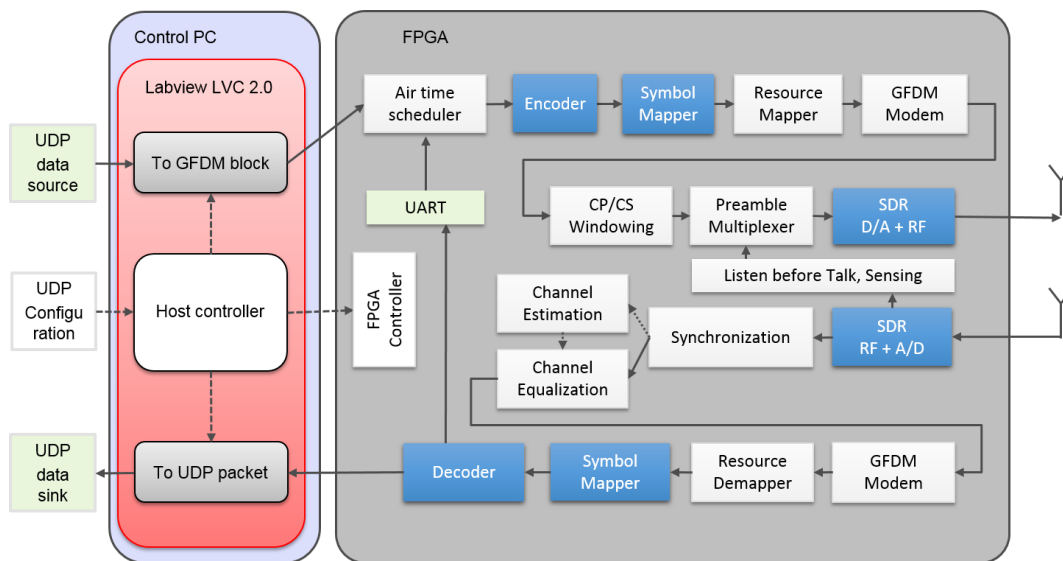 Control PC
FPGA
Labview LVC 2.0
UDP
data
source
To GFDM block
Air time
scheduler
Encoder
Symbol
Mapper
Resource
Mapper
GFDM
Modem
UART
CP/CS
Windowing
Preamble
Multiplexer
SDR
D/A + RF
Listen before Talk, Sensing
UDP
Configu
ration
Host controller
FPGA
Controller
Channel
Estimation
Synchronization
SDR
RF + A/D
Channel
Equalization
UDP
data
sink
To UDP packet
Decoder
Symbol
Mapper
Resource
Demapper
GFDM
Modem